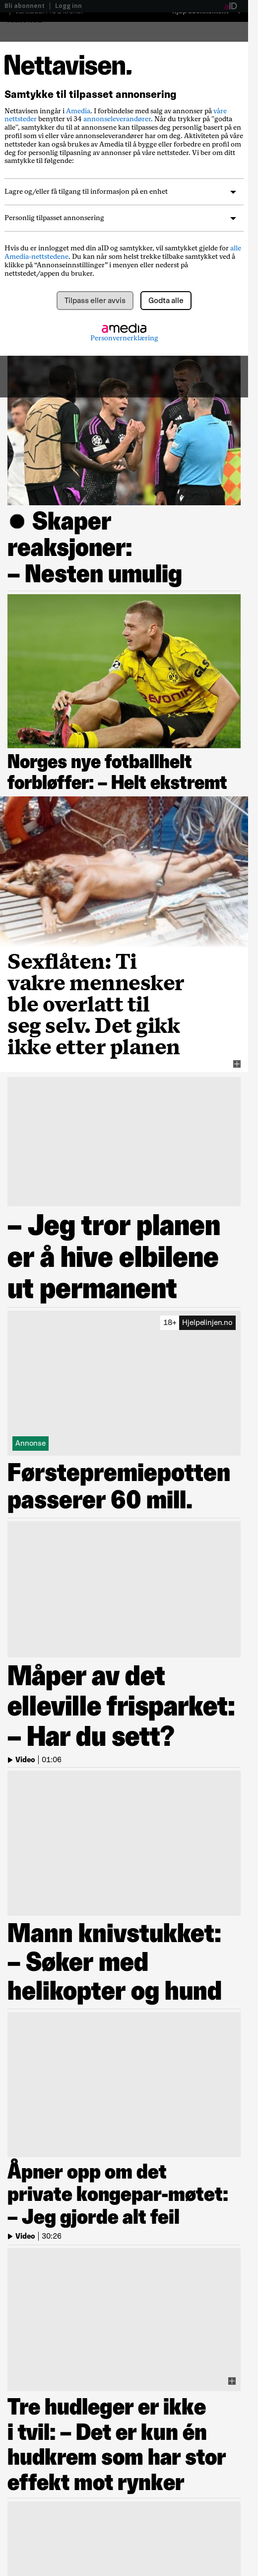 Bli abonnent | Logg inn
Nettavisen.
Samtykke til tilpasset annonsering
Nettavisen inngår i Amedia. I forbindelse med salg av annonser på våre
nettsteder benytter vi 34 annonseleverandører. Når du trykker på "godta
alle", samtykker du til at annonsene kan tilpasses deg personlig basert på en
profil som vi eller våre annonseleverandører har om deg. Aktiviteten på våre
nettsteder kan også brukes av Amedia til å bygge eller forbedre en profil om
deg for personlig tilpasning av annonser på våre nettsteder. Vi ber om ditt
samtykke til følgende:
Lagre og/eller få tilgang til informasjon på en enhet
Personlig tilpasset annonsering
Hvis du er innlogget med din aID og samtykker, vil samtykket gjelde for alle
Amedia-nettstedene. Du kan når som helst trekke tilbake samtykket ved å
klikke på “Annonseinnstillinger” i menyen eller nederst på
nettstedet/appen du bruker.
Tilpass eller avvis
Godta alle
amedia
Personvernerklæring
Skaper
reaksjoner:
– Nesten umulig
Norges nye fotballhelt
forbløffer: – Helt ekstremt
Sexflåten: Ti
vakre mennesker
ble overlatt til
seg selv. Det gikk
ikke etter planen
– Jeg tror planen
er å hive elbilene
ut permanent
18+ Hjelpelinjen.no
Annonse
Førstepremiepotten
passerer 60 mill.
Måper av det
elleville frisparket:
– Har du sett?
Video | 01:06
Mann knivstukket:
– Søker med
helikopter og hund
Åpner opp om det
private kongepar-møtet:
– Jeg gjorde alt feil
Video | 30:26
Tre hudleger er ikke
i tvil: – Det er kun én
hudkrem som har stor
effekt mot rynker